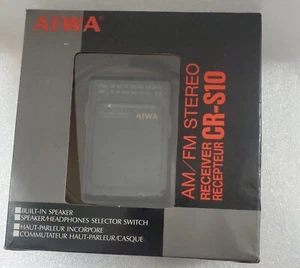 AIWA
AIWA
AM/FM STEREO
RECEIVER
RECEPTEUR
CR-S10
BUILT-IN SPEAKER
SPEAKER/HEADPHONES SELECTOR SWITCH
HAUT-PARLEUR INCORPORE
COMMUTATEUR HAUT-PARLEUR/CASQUE